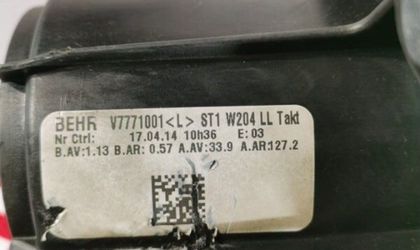 BEHR V7771001<L> ST1 W204 LL Takt
Nr Ctrl: 17.04.14 10h36 E: 03
B.AV:1.13 B.AR: 0.57 A.AV:33.9 A.AR:127.2